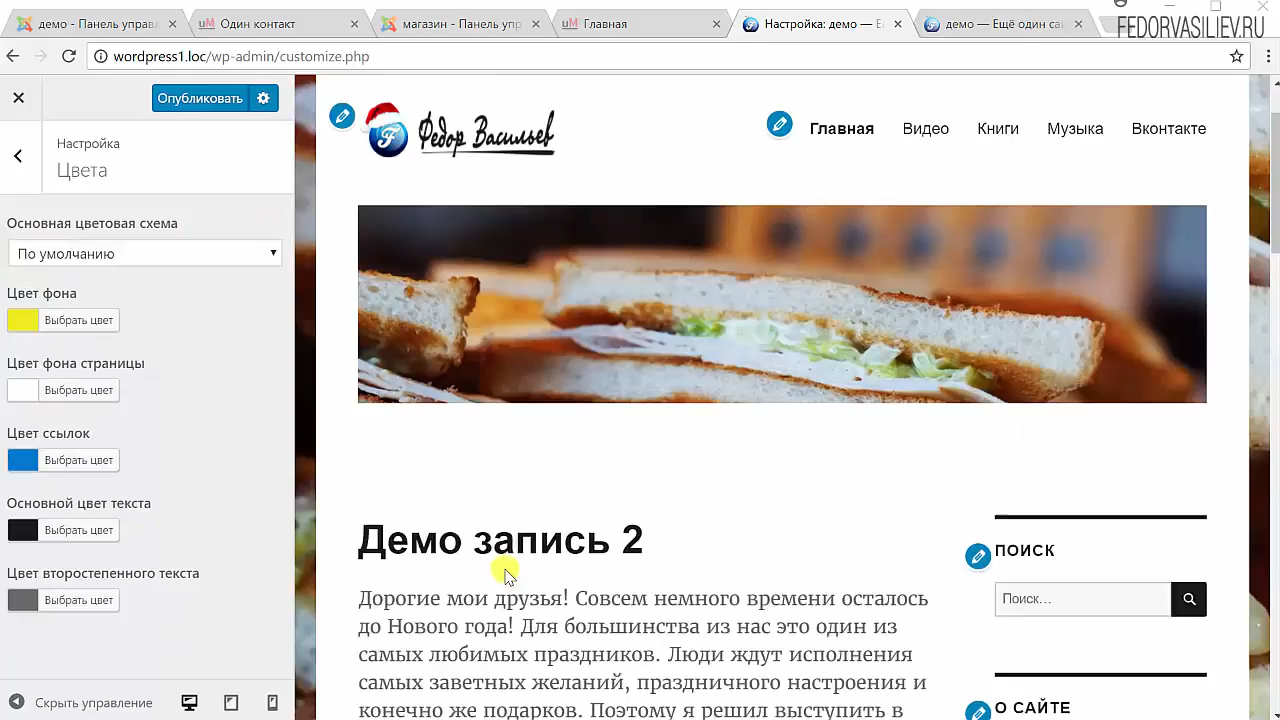 демо - Панель управл
Один контакт
магазин - Панель упр
Главная
Настройка: демо — Е
демо — Ещё один са
FEDORVASILIEV.RU
wordpress1.loc/wp-admin/customize.php
Опубликовать
Настройка
Цвета
Основная цветовая схема
По умолчанию
Цвет фона
Выбрать цвет
Цвет фона страницы
Выбрать цвет
Цвет ссылок
Выбрать цвет
Основной цвет текста
Выбрать цвет
Цвет второстепенного текста
Выбрать цвет
Скрыть управление
Федор Васильев
Главная Видео Книги Музыка Вконтакте
Демо запись 2
Дорогие мои друзья! Совсем немного времени осталось
до Нового года! Для большинства из нас это один из
самых любимых праздников. Люди ждут исполнения
самых заветных желаний, праздничного настроения и
конечно же подарков. Поэтому я решил выступить в
ПОИСК
Поиск…
О САЙТЕ